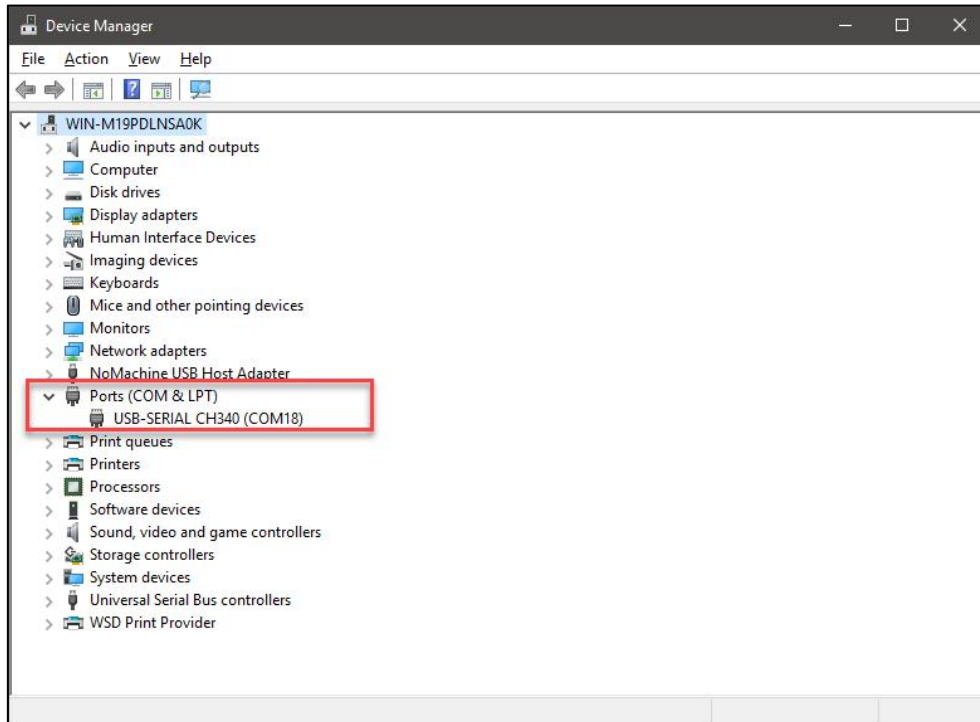 Device Manager
File Action View Help
WIN-M19PDLNSA0K
Audio inputs and outputs
Computer
Disk drives
Display adapters
Human Interface Devices
Imaging devices
Keyboards
Mice and other pointing devices
Monitors
Network adapters
NoMachine USB Host Adapter
Ports (COM & LPT)
USB-SERIAL CH340 (COM18)
Print queues
Printers
Processors
Software devices
Sound, video and game controllers
Storage controllers
System devices
Universal Serial Bus controllers
WSD Print Provider